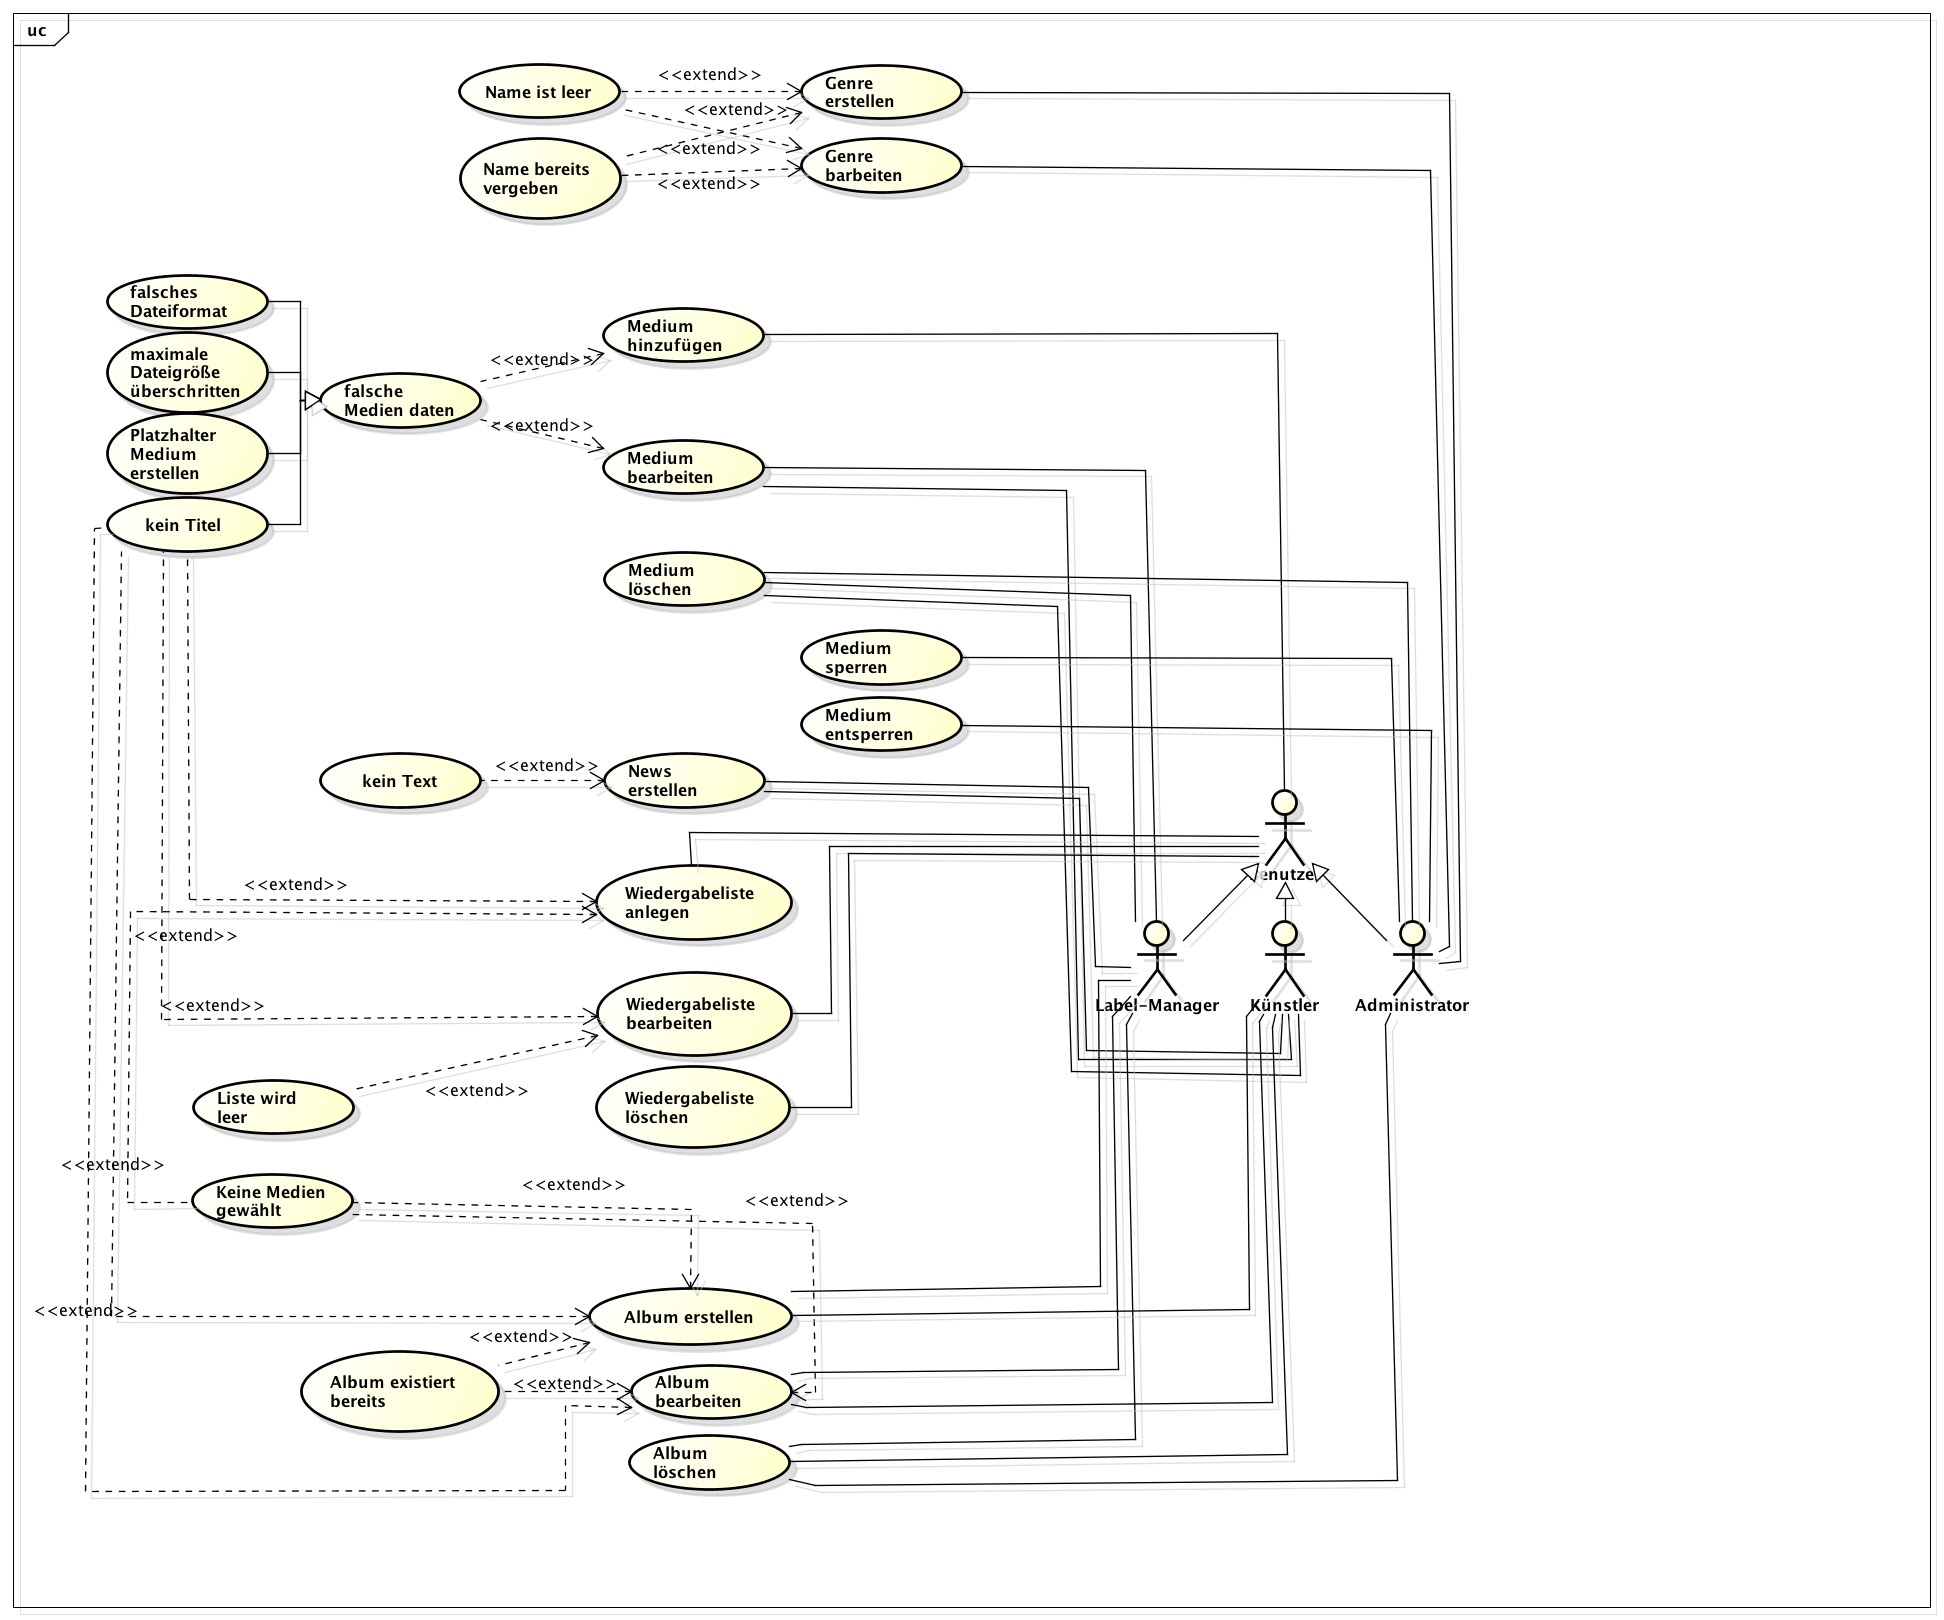 uc
Name ist leer
<<extend>>
Genre
erstellen
<<extend>>
<<extend>>
Name bereits
vergeben
Genre
barbeiten
<<extend>>
falsches
Dateiformat
maximale
Dateigröße
überschritten
Platzhalter
Medium
erstellen
kein Titel
falsche
Medien daten
<<extend>>
<<extend>>
Medium
hinzufügen
Medium
bearbeiten
Medium
löschen
Medium
sperren
Medium
entsperren
kein Text
<<extend>>
News
erstellen
enutze
<<extend>>
Wiedergabeliste
anlegen
<<extend>>
Label-Manager
Künstler
Administrator
<<extend>>
Wiedergabeliste
bearbeiten
<<extend>>
Liste wird
leer
Wiedergabeliste
löschen
<<extend>>
Keine Medien
gewählt
<<extend>>
<<extend>>
<<extend>>
Album erstellen
<<extend>>
Album existiert
bereits
<<extend>>
Album
bearbeiten
Album
löschen